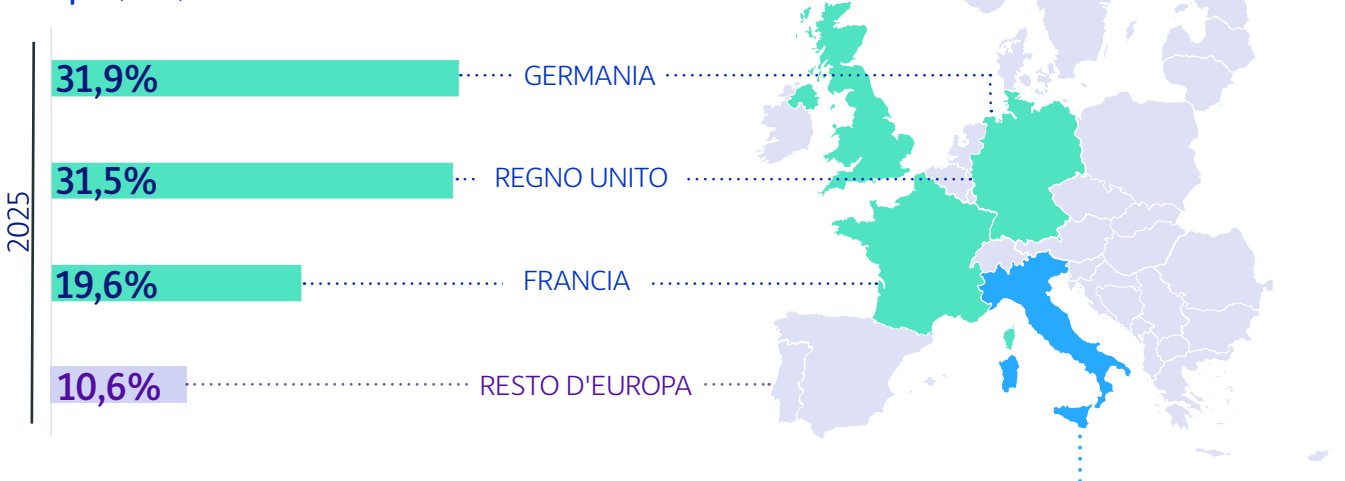 2025
31,9% GERMANIA
31,5% REGNO UNITO
19,6% FRANCIA
10,6% RESTO D'EUROPA